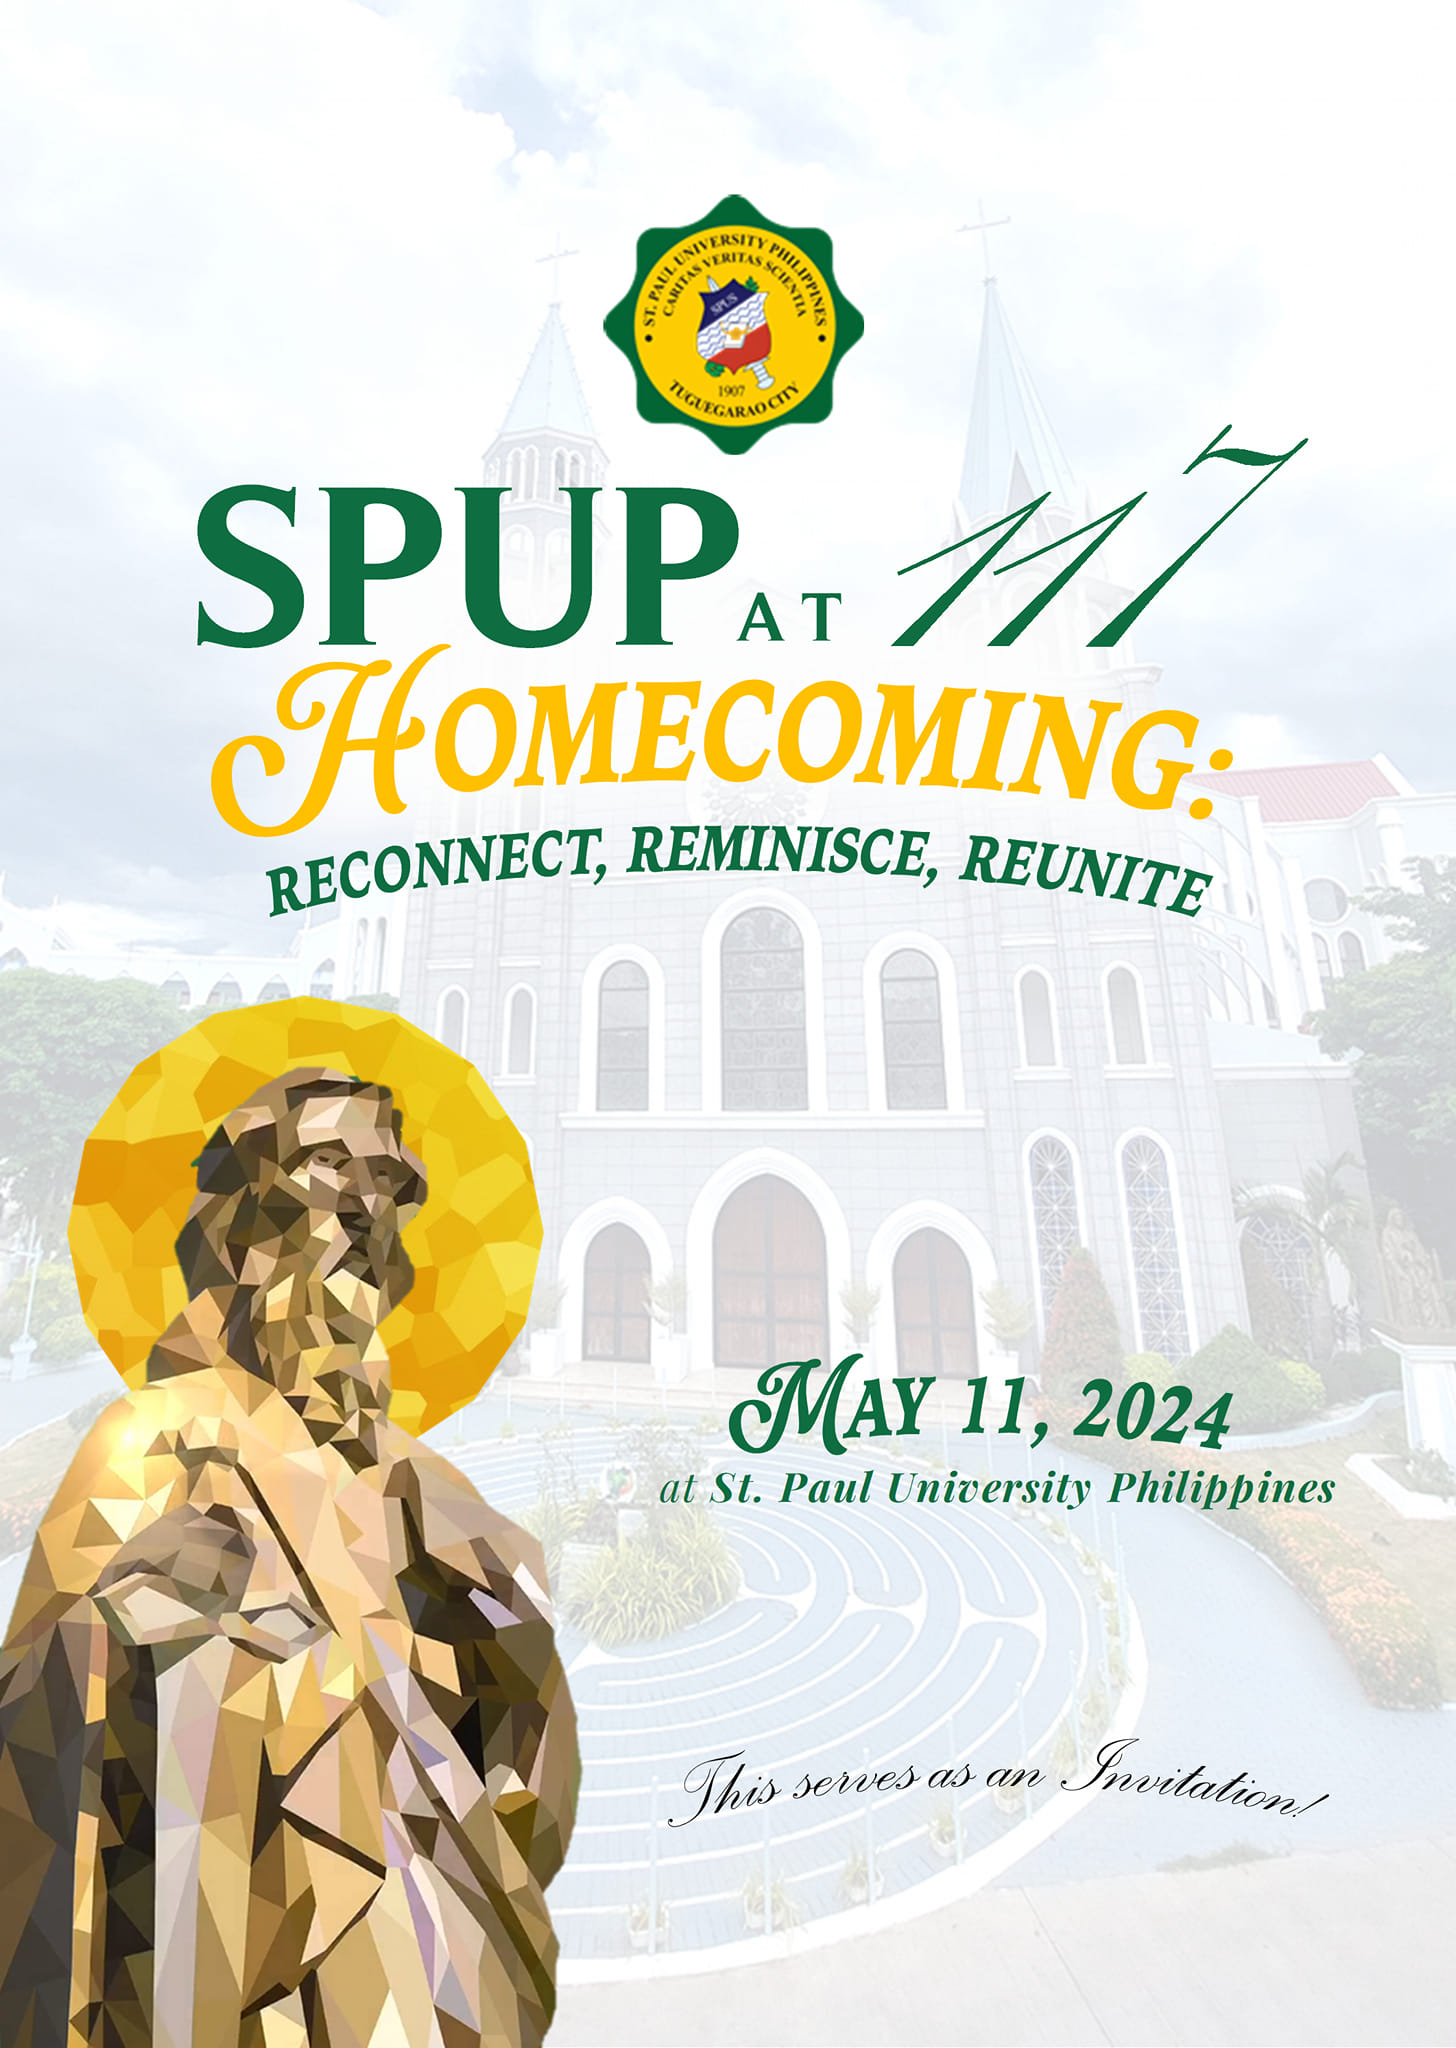 ST. PAUL UNIVERSITY PHILIPPINES
CARITAS VERITAS SCIENTIA
SPUS
1907
TUGUEGARAO CITY
SPUP AT 117
HOMECOMING:
RECONNECT, REMINISCE, REUNITE
MAY 11, 2024
at St. Paul University Philippines
This serves as an Invitation!